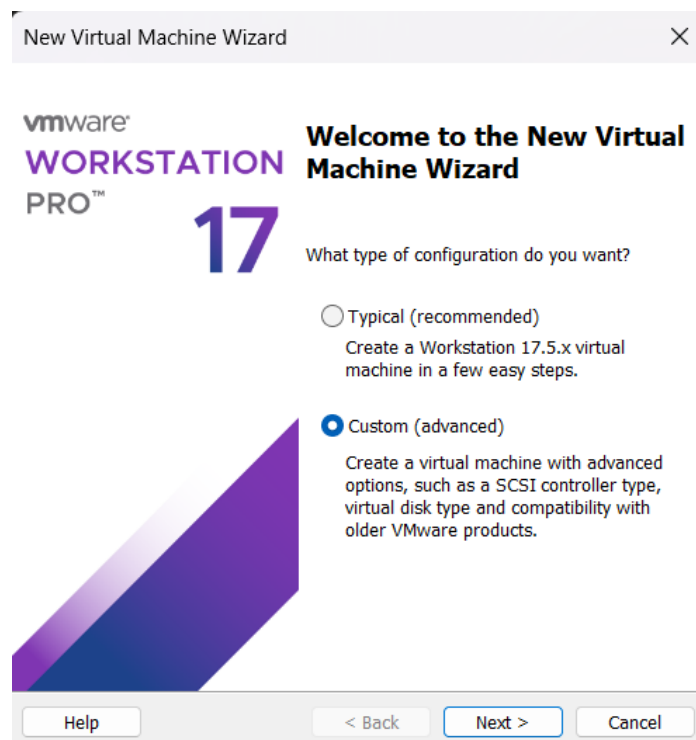 New Virtual Machine Wizard
vmware®
WORKSTATION
PRO™
17
Welcome to the New Virtual
Machine Wizard
What type of configuration do you want?
Typical (recommended)
Create a Workstation 17.5.x virtual
machine in a few easy steps.
Custom (advanced)
Create a virtual machine with advanced
options, such as a SCSI controller type,
virtual disk type and compatibility with
older VMware products.
Help
< Back
Next >
Cancel